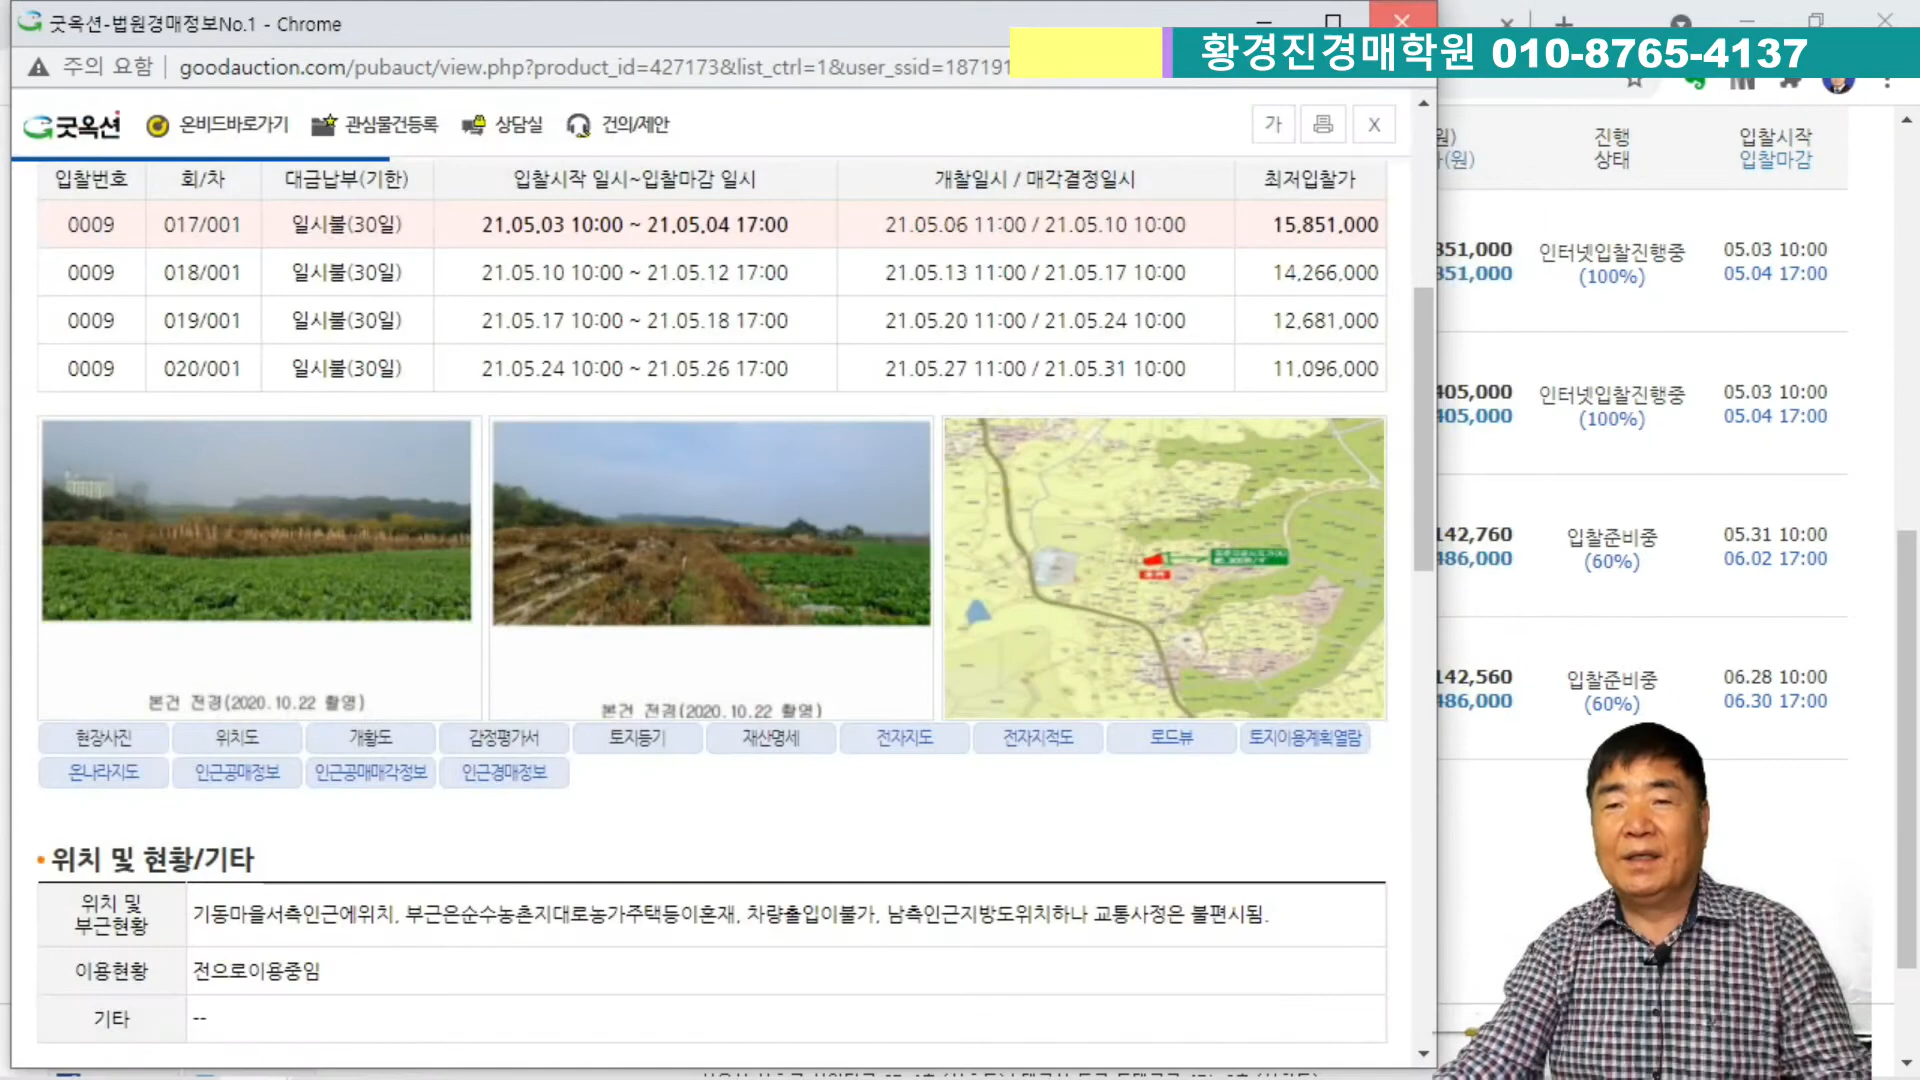 굿옥션-법원경매정보No.1 - Chrome
주의 요함
goodauction.com/pubauct/view.php?product_id=427173&list_ctrl=1&user_ssid=187191
황경진경매학원 010-8765-4137
굿옥션
온비드바로가기
관심물건등록
상담실
건의/제안
가
X
입찰번호 회/차 대금납부(기한) 입찰시작 일시~입찰마감 일시 개찰일시 / 매각결정일시 최저입찰가
0009 017/001 일시불(30일) 21.05.03 10:00 ~ 21.05.04 17:00 21.05.06 11:00 / 21.05.10 10:00 15,851,000
0009 018/001 일시불(30일) 21.05.10 10:00 ~ 21.05.12 17:00 21.05.13 11:00 / 21.05.17 10:00 14,266,000
0009 019/001 일시불(30일) 21.05.17 10:00 ~ 21.05.18 17:00 21.05.20 11:00 / 21.05.24 10:00 12,681,000
0009 020/001 일시불(30일) 21.05.24 10:00 ~ 21.05.26 17:00 21.05.27 11:00 / 21.05.31 10:00 11,096,000
본건 전경(2020.10.22 촬영)
본건 전경(2020.10.22 촬영)
현장사진 위치도 개황도 감정평가서 토지등기 재산명세 전자지도 전자지적도 로드뷰 토지이용계획열람
온나라지도 인근공매정보 인근공매매각정보 인근경매정보
위치 및 현황/기타
위치 및
부근현황
기동마을서측인근에위치, 부근은순수농촌지대로농가주택등이혼재, 차량출입이불가, 남측인근지방도위치하나 교통사정은 불편시됨.
이용현황 전으로이용중임
기타 --
원) 진행 입찰시작
(원) 상태 입찰마감
351,000 인터넷입찰진행중 05.03 10:00
351,000 (100%) 05.04 17:00
405,000 인터넷입찰진행중 05.03 10:00
405,000 (100%) 05.04 17:00
142,760 입찰준비중 05.31 10:00
486,000 (60%) 06.02 17:00
142,560 입찰준비중 06.28 10:00
486,000 (60%) 06.30 17:00